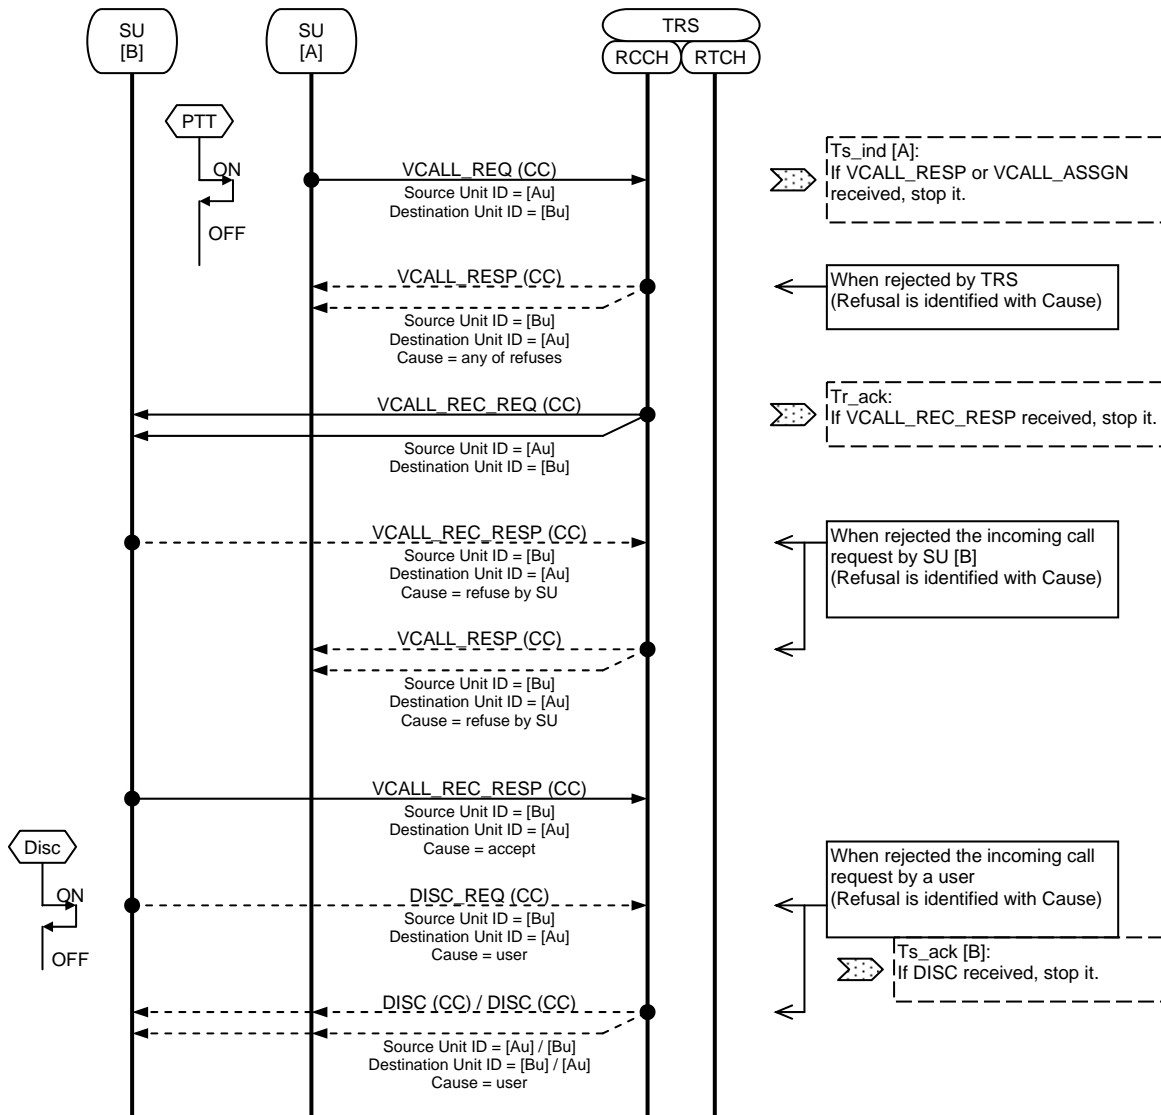 SU
[B]
SU
[A]
TRS
RCCH
RTCH
PTT
ON
OFF
VCALL_REQ (CC)
Source Unit ID = [Au]
Destination Unit ID = [Bu]
Ts_ind [A]:
If VCALL_RESP or VCALL_ASSGN
received, stop it.
VCALL_RESP (CC)
Source Unit ID = [Bu]
Destination Unit ID = [Au]
Cause = any of refuses
When rejected by TRS
(Refusal is identified with Cause)
VCALL_REC_REQ (CC)
Source Unit ID = [Au]
Destination Unit ID = [Bu]
Tr_ack:
If VCALL_REC_RESP received, stop it.
VCALL_REC_RESP (CC)
Source Unit ID = [Bu]
Destination Unit ID = [Au]
Cause = refuse by SU
When rejected the incoming call
request by SU [B]
(Refusal is identified with Cause)
VCALL_RESP (CC)
Source Unit ID = [Bu]
Destination Unit ID = [Au]
Cause = refuse by SU
VCALL_REC_RESP (CC)
Source Unit ID = [Bu]
Destination Unit ID = [Au]
Cause = accept
Disc
ON
OFF
DISC_REQ (CC)
Source Unit ID = [Bu]
Destination Unit ID = [Au]
Cause = user
When rejected the incoming call
request by a user
(Refusal is identified with Cause)
Ts_ack [B]:
If DISC received, stop it.
DISC (CC) / DISC (CC)
Source Unit ID = [Au] / [Bu]
Destination Unit ID = [Bu] / [Au]
Cause = user